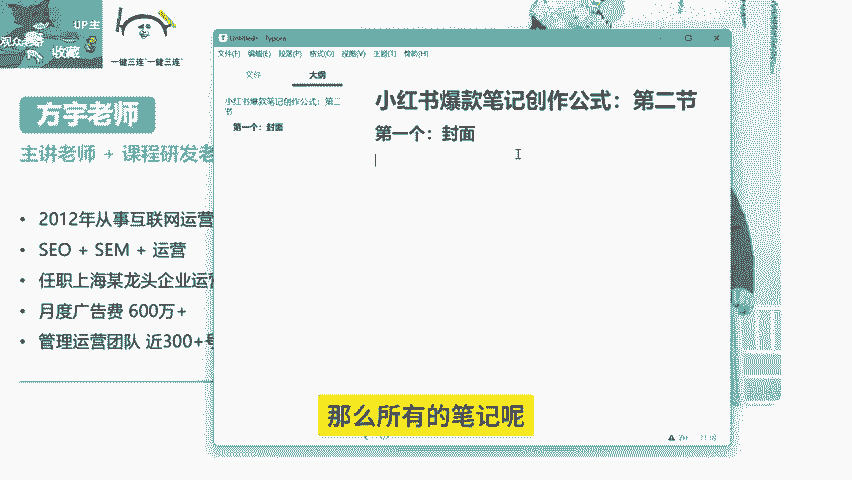 UP主
观众
收藏
一键三连~一键三连~
方宇老师
主讲老师 + 课程研发老
• 2012年从事互联网运营
• SEO + SEM + 运营
• 任职上海某龙头企业运营
• 月度广告费 600万+
• 管理运营团队 近300+号
Untitled - Typora
文件(F) 编辑(E) 段落(P) 格式(O) 视图(V) 主题(T) 帮助(H)
文件 大纲
小红书爆款笔记创作公式：第二
节
第一个：封面
小红书爆款笔记创作公式：第二节
第一个：封面
那么所有的笔记呢